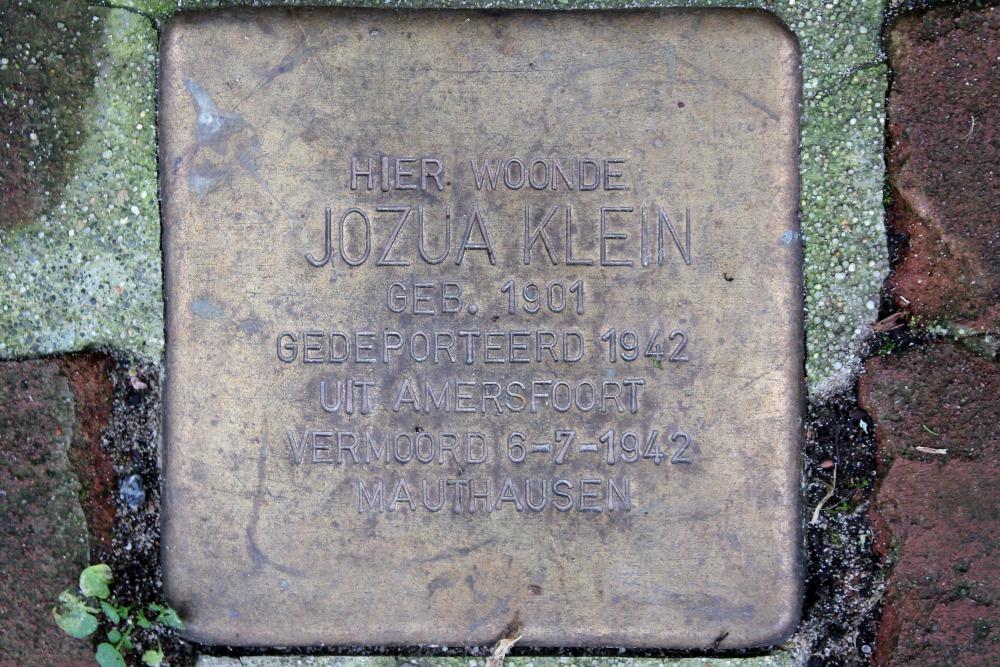 HIER WOONDE
JOZUA KLEIN
GEB. 1901
GEDEPORTEERD 1942
UIT AMERSFOORT
VERMOORD 6-7-1942
MAUTHAUSEN